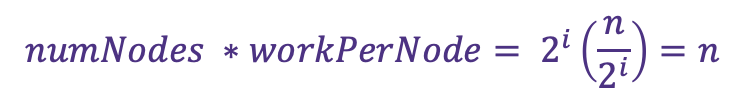 numNodes * workPerNode = 2^i (n/2^i) = n